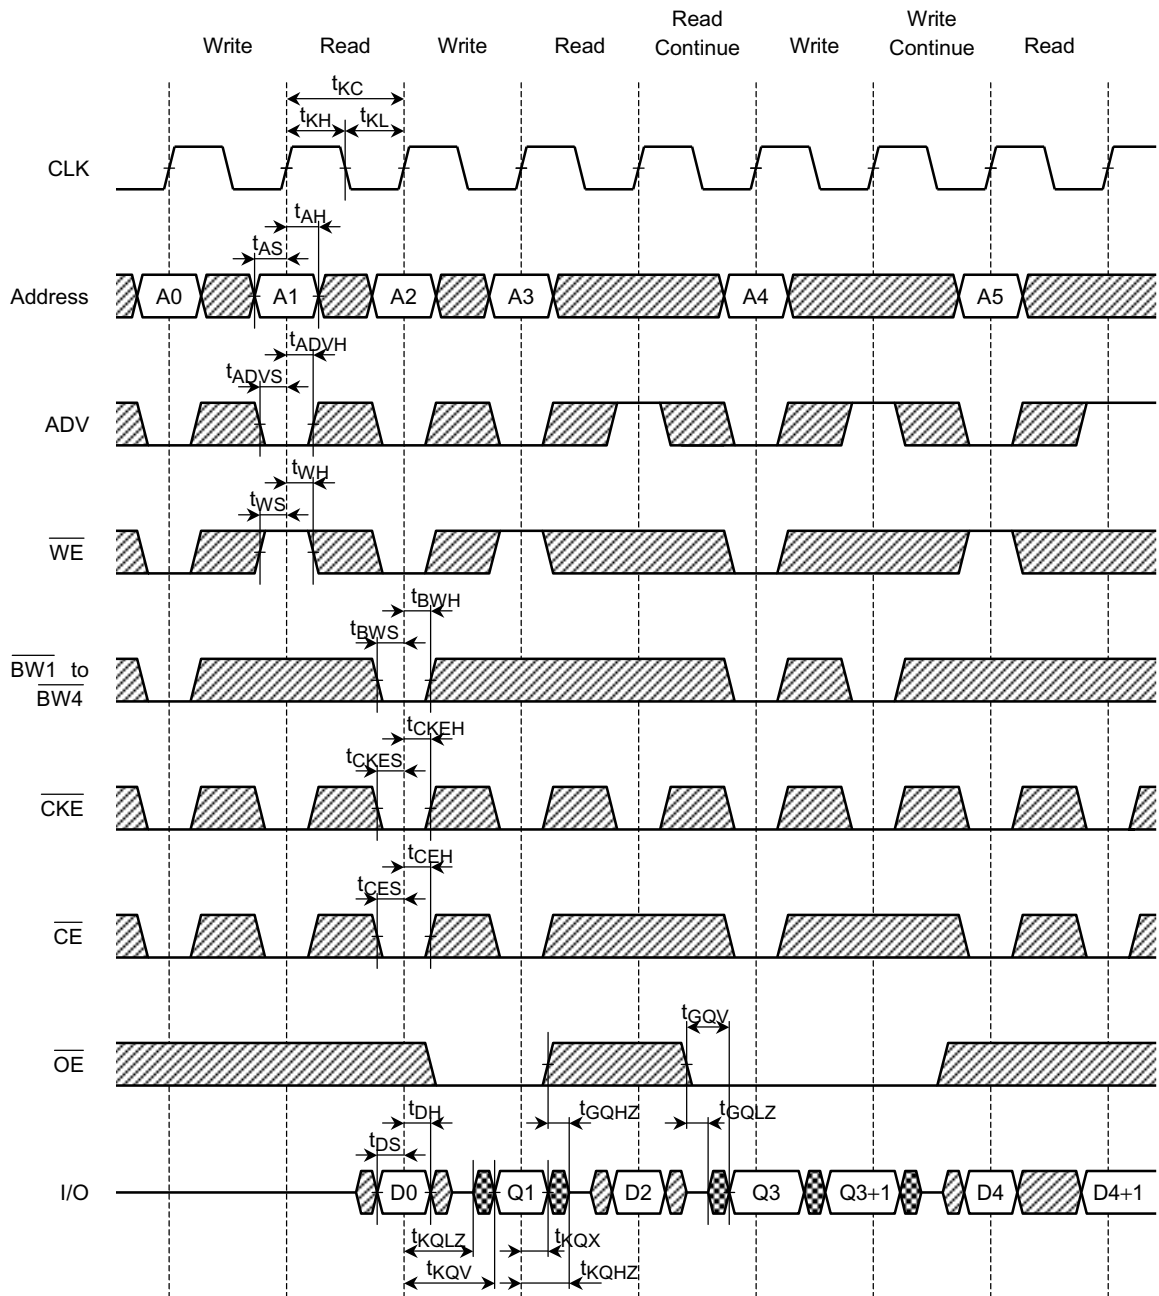 Write Read Write Read Read Continue Write Write Continue Read
tKC
tKH tKL
CLK
tAH
tAS
Address A0 A1 A2 A3 A4 A5
tADVH
tADVS
ADV
tWH
tWS
WE
tBWH
tBWS
BW1 to
BW4
tCKEH
tCKES
CKE
tCEH
tCES
CE
tGQV
OE
tDH tGQHZ tGQLZ
tDS
I/O D0 Q1 D2 Q3 Q3+1 D4 D4+1
tKQLZ tKQX
tKQV tKQHZ